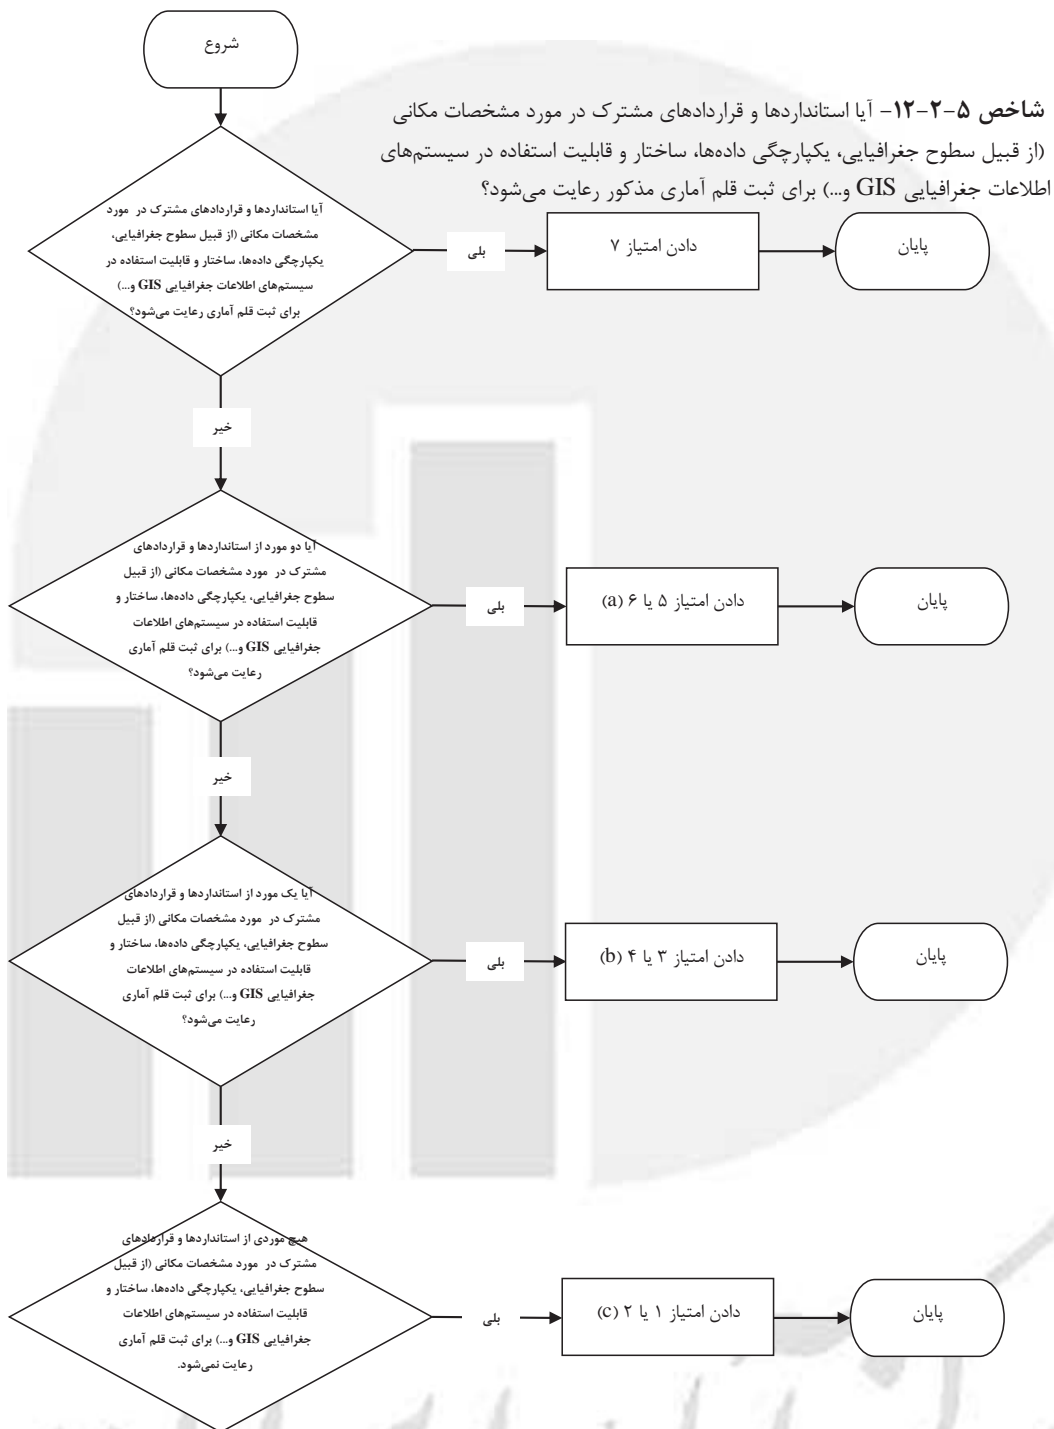 شروع
شاخص ۵-۲-۱۲- آیا استانداردها و قراردادهای مشترک در مورد مشخصات مکانی
(از قبیل سطوح جغرافیایی، یکپارچگی داده‌ها، ساختار و قابلیت استفاده در سیستم‌های
اطلاعات جغرافیایی GIS و...) برای ثبت قلم آماری مذکور رعایت می‌شود؟
آیا استانداردها و قراردادهای مشترک در مورد
مشخصات مکانی (از قبیل سطوح جغرافیایی،
یکپارچگی داده‌ها، ساختار و قابلیت استفاده در
سیستم‌های اطلاعات جغرافیایی GIS و...)
برای ثبت قلم آماری رعایت می‌شود؟
بلی
دادن امتیاز ۷
پایان
خیر
آیا دو مورد از استانداردها و قراردادهای
مشترک در مورد مشخصات مکانی (از قبیل
سطوح جغرافیایی، یکپارچگی داده‌ها، ساختار و
قابلیت استفاده در سیستم‌های اطلاعات
جغرافیایی GIS و...) برای ثبت قلم آماری
رعایت می‌شود؟
بلی
دادن امتیاز ۵ یا ۶ (a)
پایان
خیر
آیا یک مورد از استانداردها و قراردادهای
مشترک در مورد مشخصات مکانی (از قبیل
سطوح جغرافیایی، یکپارچگی داده‌ها، ساختار و
قابلیت استفاده در سیستم‌های اطلاعات
جغرافیایی GIS و...) برای ثبت قلم آماری
رعایت می‌شود؟
بلی
دادن امتیاز ۳ یا ۴ (b)
پایان
خیر
هیچ موردی از استانداردها و قراردادهای
مشترک در مورد مشخصات مکانی (از قبیل
سطوح جغرافیایی، یکپارچگی داده‌ها، ساختار و
قابلیت استفاده در سیستم‌های اطلاعات
جغرافیایی GIS و...) برای ثبت قلم آماری
رعایت نمی‌شود.
بلی
دادن امتیاز ۱ یا ۲ (c)
پایان